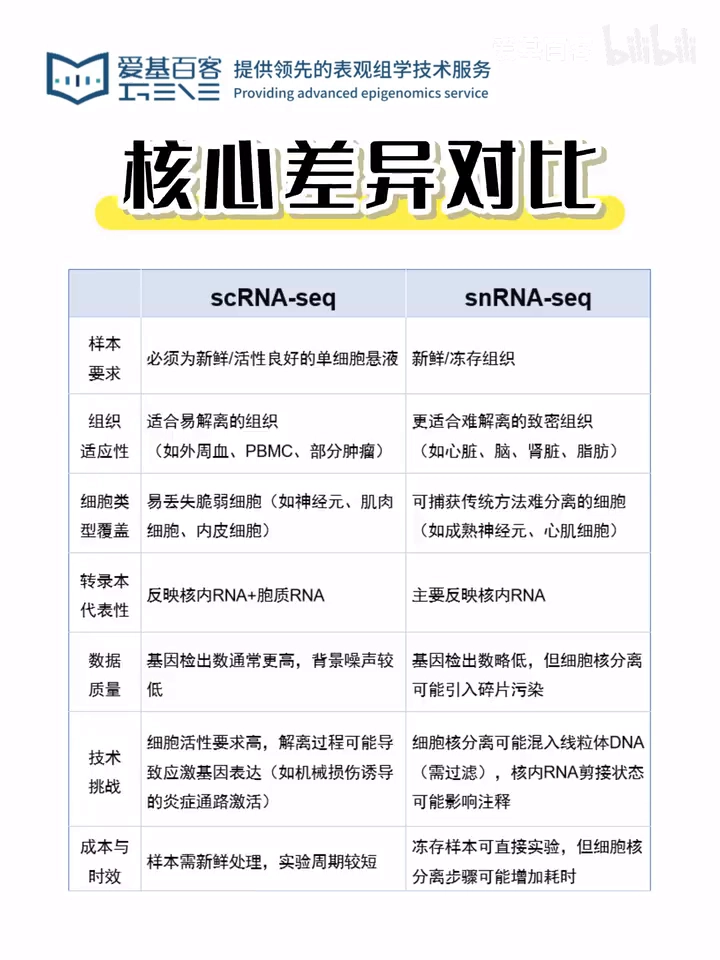 爱基百客
IGENE
提供领先的表观组学技术服务
Providing advanced epigenomics service
爱基百客
bilibili
核心差异对比
scRNA-seq
snRNA-seq
样本
要求
必须为新鲜/活性良好的单细胞悬液
新鲜/冻存组织
组织
适应性
适合易解离的组织
（如外周血、PBMC、部分肿瘤）
更适合难解离的致密组织
（如心脏、脑、肾脏、脂肪）
细胞类
型覆盖
易丢失脆弱细胞（如神经元、肌肉
细胞、内皮细胞）
可捕获传统方法难分离的细胞
（如成熟神经元、心肌细胞）
转录本
代表性
反映核内RNA+胞质RNA
主要反映核内RNA
数据
质量
基因检出数通常更高，背景噪声较
低
基因检出数略低，但细胞核分离
可能引入碎片污染
技术
挑战
细胞活性要求高，解离过程可能导
致应激基因表达（如机械损伤诱导
的炎症通路激活）
细胞核分离可能混入线粒体DNA
（需过滤），核内RNA剪接状态
可能影响注释
成本与
时效
样本需新鲜处理，实验周期较短
冻存样本可直接实验，但细胞核
分离步骤可能增加耗时